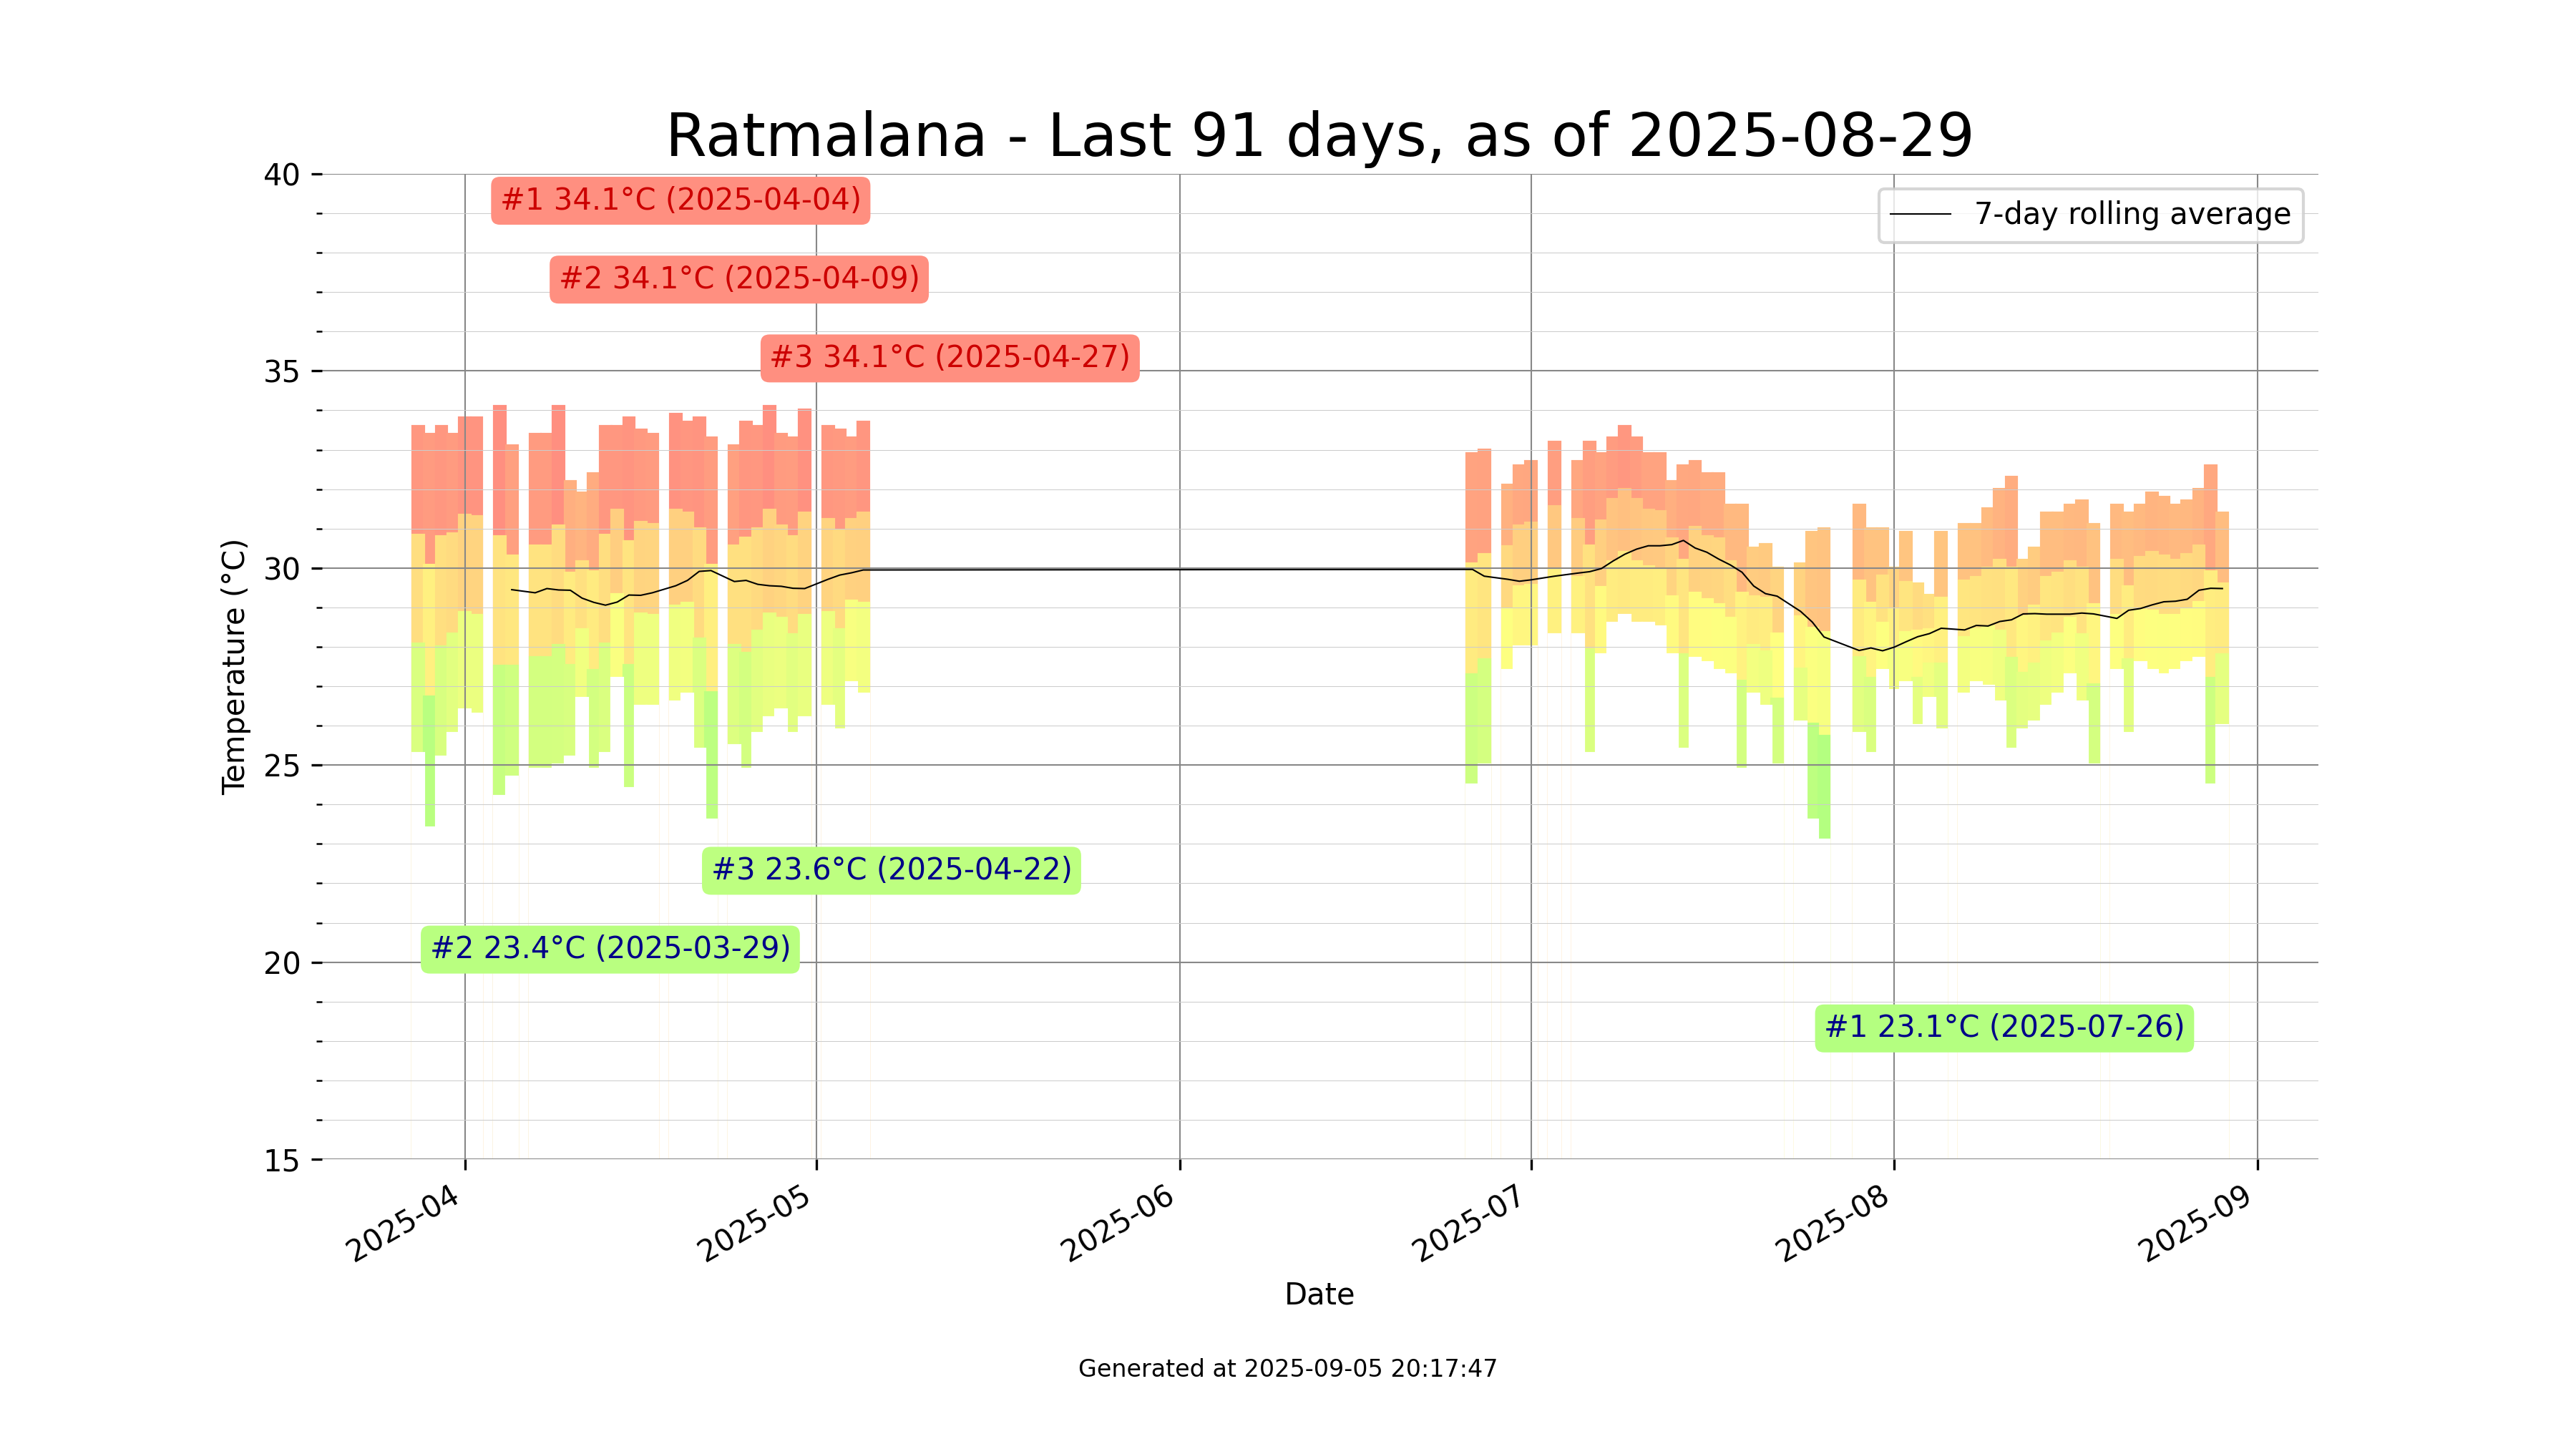 Ratmalana - Last 91 days, as of 2025-08-29
40
35
30
25
20
15
Temperature (°C)
#1 34.1°C (2025-04-04)
#2 34.1°C (2025-04-09)
#3 34.1°C (2025-04-27)
7-day rolling average
#3 23.6°C (2025-04-22)
#2 23.4°C (2025-03-29)
#1 23.1°C (2025-07-26)
2025-04
2025-05
2025-06
2025-07
2025-08
2025-09
Date
Generated at 2025-09-05 20:17:47